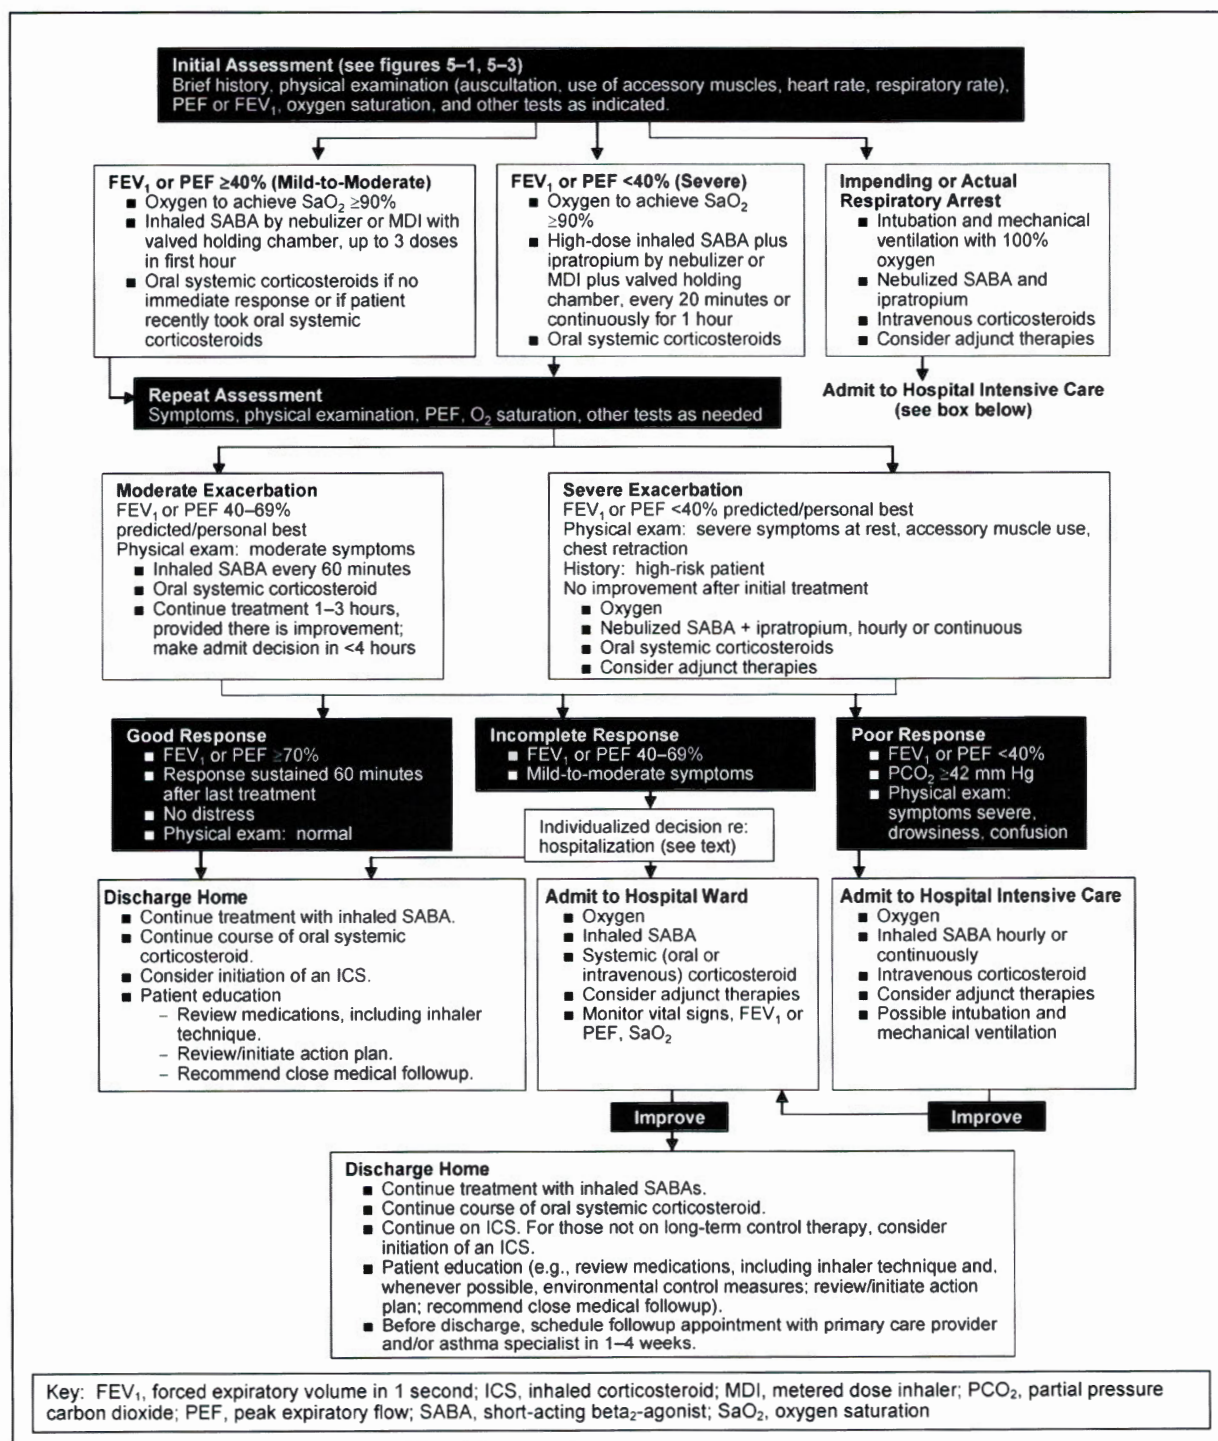 Initial Assessment (see figures 5–1, 5–3)
Brief history, physical examination (auscultation, use of accessory muscles, heart rate, respiratory rate),
PEF or FEV₁, oxygen saturation, and other tests as indicated.
FEV₁ or PEF ≥40% (Mild-to-Moderate)
■ Oxygen to achieve SaO₂ ≥90%
■ Inhaled SABA by nebulizer or MDI with
valved holding chamber, up to 3 doses
in first hour
■ Oral systemic corticosteroids if no
immediate response or if patient
recently took oral systemic
corticosteroids
FEV₁ or PEF <40% (Severe)
■ Oxygen to achieve SaO₂
≥90%
■ High-dose inhaled SABA plus
ipratropium by nebulizer or
MDI plus valved holding
chamber, every 20 minutes or
continuously for 1 hour
■ Oral systemic corticosteroids
Impending or Actual
Respiratory Arrest
■ Intubation and mechanical
ventilation with 100%
oxygen
■ Nebulized SABA and
ipratropium
■ Intravenous corticosteroids
■ Consider adjunct therapies
Admit to Hospital Intensive Care
(see box below)
Repeat Assessment
Symptoms, physical examination, PEF, O₂ saturation, other tests as needed
Moderate Exacerbation
FEV₁ or PEF 40–69%
predicted/personal best
Physical exam: moderate symptoms
■ Inhaled SABA every 60 minutes
■ Oral systemic corticosteroid
■ Continue treatment 1–3 hours,
provided there is improvement;
make admit decision in <4 hours
Severe Exacerbation
FEV₁ or PEF <40% predicted/personal best
Physical exam: severe symptoms at rest, accessory muscle use,
chest retraction
History: high-risk patient
No improvement after initial treatment
■ Oxygen
■ Nebulized SABA + ipratropium, hourly or continuous
■ Oral systemic corticosteroids
■ Consider adjunct therapies
Good Response
■ FEV₁ or PEF ≥70%
■ Response sustained 60 minutes
after last treatment
■ No distress
■ Physical exam: normal
Incomplete Response
■ FEV₁ or PEF 40–69%
■ Mild-to-moderate symptoms
Poor Response
■ FEV₁ or PEF <40%
■ PCO₂ ≥42 mm Hg
■ Physical exam:
symptoms severe,
drowsiness, confusion
Individualized decision re:
hospitalization (see text)
Discharge Home
■ Continue treatment with inhaled SABA.
■ Continue course of oral systemic
corticosteroid.
■ Consider initiation of an ICS.
■ Patient education
– Review medications, including inhaler
technique.
– Review/initiate action plan.
– Recommend close medical followup.
Admit to Hospital Ward
■ Oxygen
■ Inhaled SABA
■ Systemic (oral or
intravenous) corticosteroid
■ Consider adjunct therapies
■ Monitor vital signs, FEV₁ or
PEF, SaO₂
Admit to Hospital Intensive Care
■ Oxygen
■ Inhaled SABA hourly or
continuously
■ Intravenous corticosteroid
■ Consider adjunct therapies
■ Possible intubation and
mechanical ventilation
Improve
Improve
Discharge Home
■ Continue treatment with inhaled SABAs.
■ Continue course of oral systemic corticosteroid.
■ Continue on ICS. For those not on long-term control therapy, consider
initiation of an ICS.
■ Patient education (e.g., review medications, including inhaler technique and,
whenever possible, environmental control measures; review/initiate action
plan; recommend close medical followup).
■ Before discharge, schedule followup appointment with primary care provider
and/or asthma specialist in 1–4 weeks.
Key: FEV₁, forced expiratory volume in 1 second; ICS, inhaled corticosteroid; MDI, metered dose inhaler; PCO₂, partial pressure
carbon dioxide; PEF, peak expiratory flow; SABA, short-acting beta₂-agonist; SaO₂, oxygen saturation